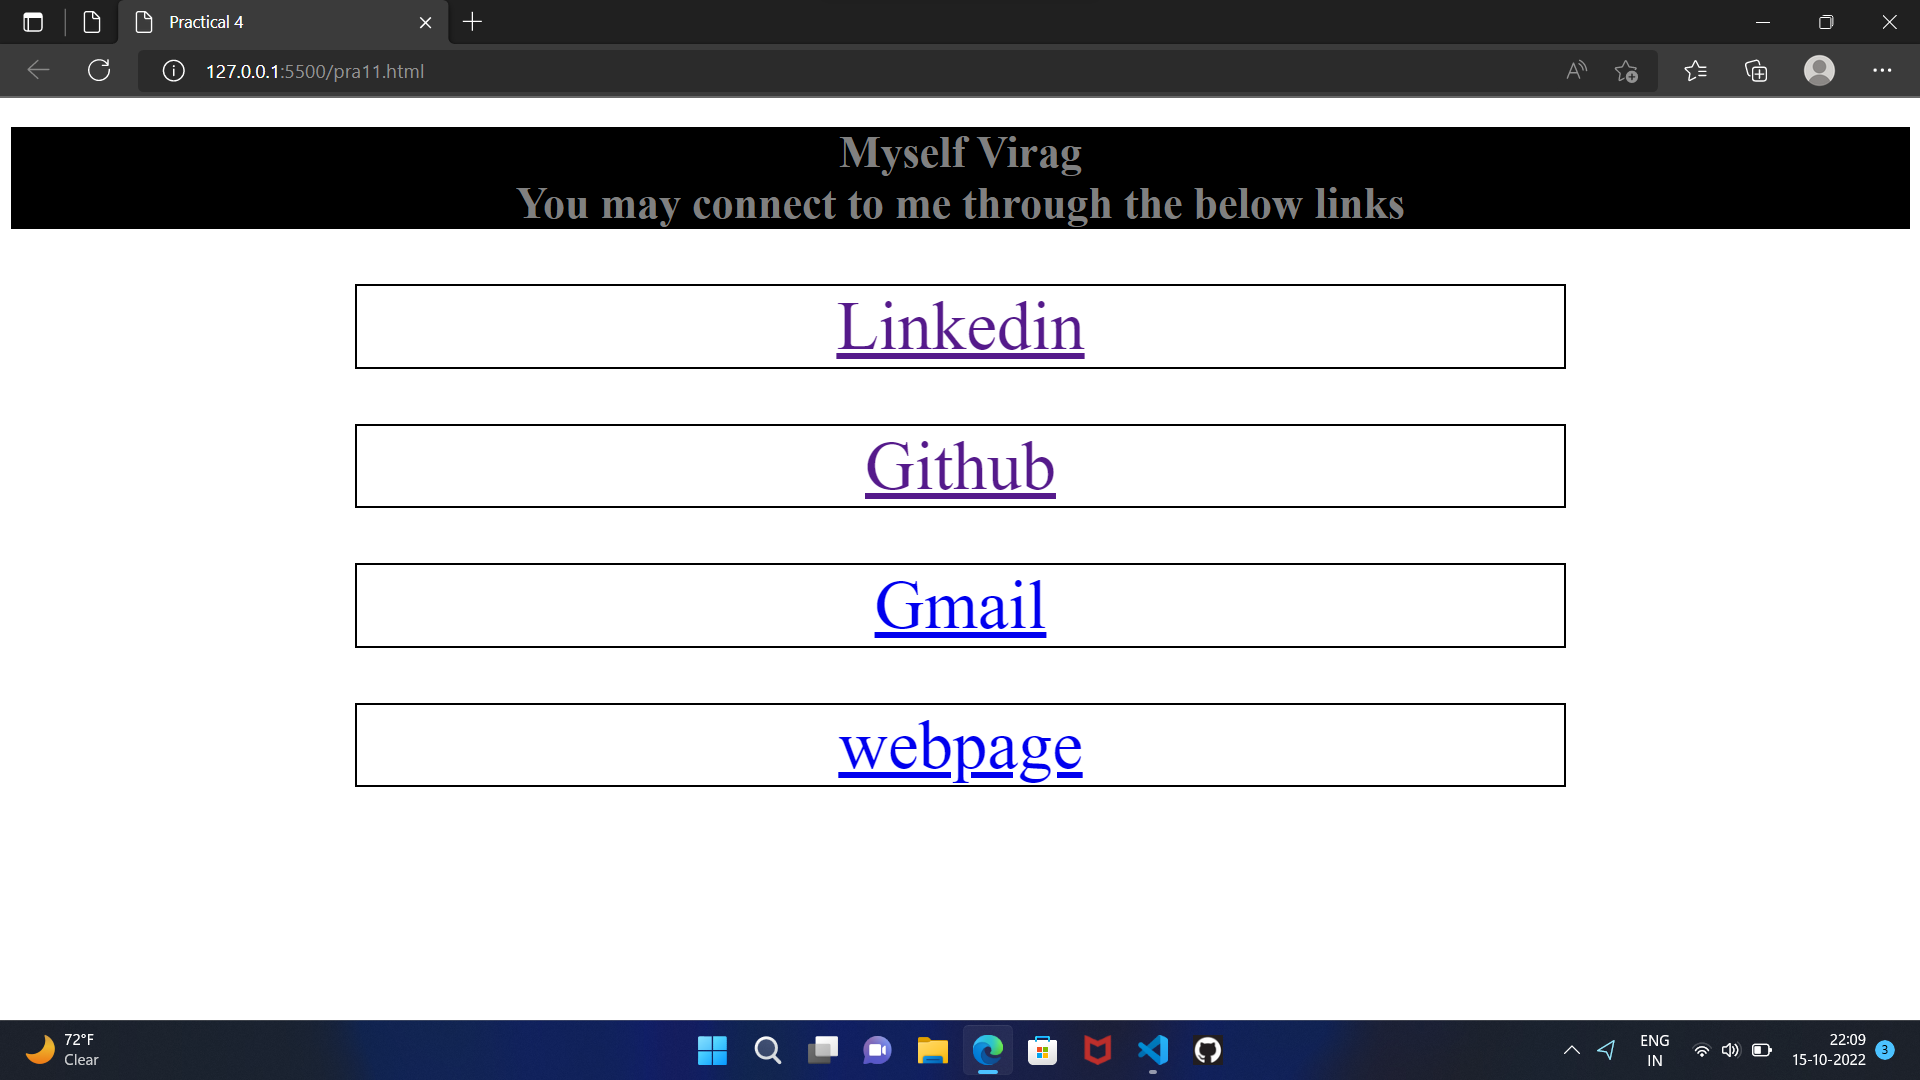 Practical 4
127.0.0.1:5500/pra11.html
Myself Virag
You may connect to me through the below links
Linkedin
Github
Gmail
webpage
72°F
Clear
ENG
IN
22:09
15-10-2022
3